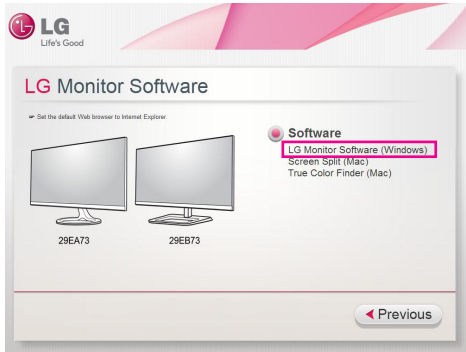 LG
Life's Good
LG Monitor Software
☞ Set the default Web browser to Internet Explorer.
Software
LG Monitor Software (Windows)
Screen Split (Mac)
True Color Finder (Mac)
29EA73
29EB73
Previous